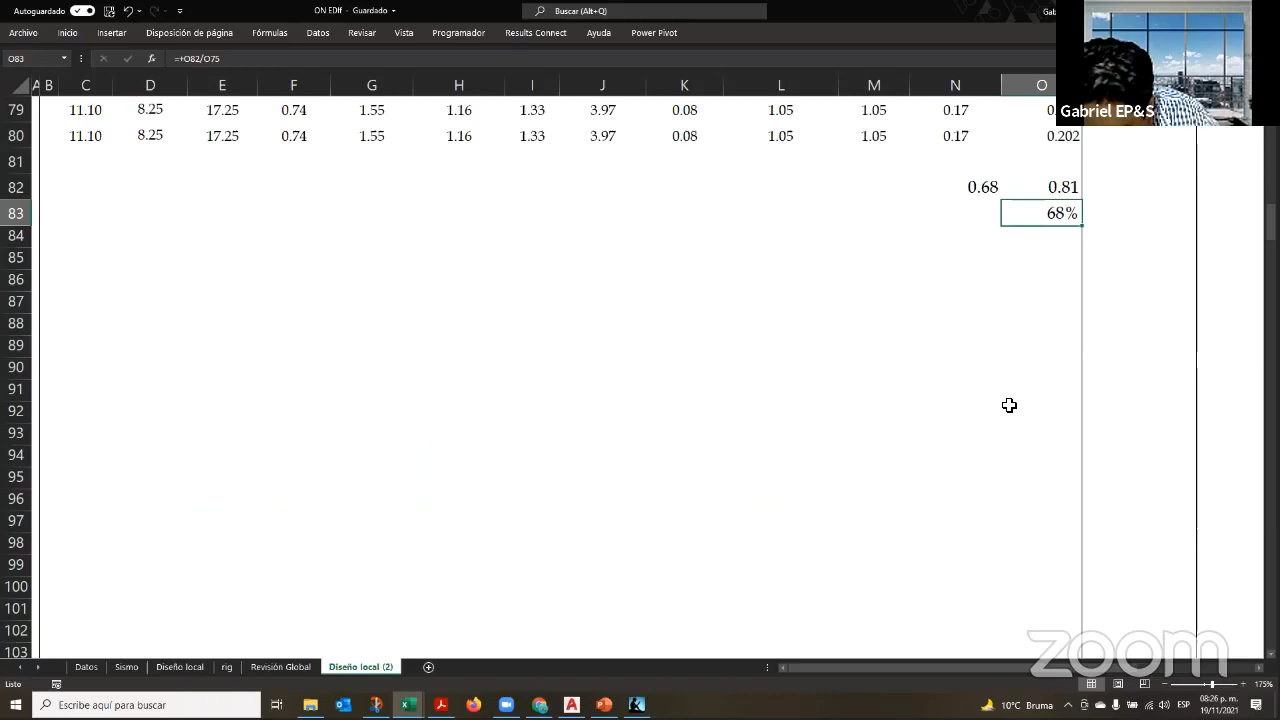 Autoguardado
ON EDIF - Guardado
Buscar (Alt+Q)
Archivo Inicio Insertar Disposición de página Fórmulas Datos Revisar Vista Programador Results Connect Ayuda Power Pivot
O83 fx =+O82/O75
Gabriel EP&S
A B C D E F G H I J K L M N O
79 11.10 8.25 17.25 0.74 1.55 1.16 1.33 3.97 0.08 1.05 1.05 0.17
80 11.10 8.25 17.25 0.74 1.55 1.16 1.33 3.97 0.08 1.05 1.05 0.17 0.202
81
82 0.68 0.81
83 68%
84
85
86
87
88
89
90
91
92
93
94
95
96
97
98
99
100
101
102
103
zoom
Datos Sismo Diseño local rig Revisión Global Diseño local (2)
Listo 175%
Escribe aquí para buscar 10°C Bruma ESP 08:26 p. m.
19/11/2021